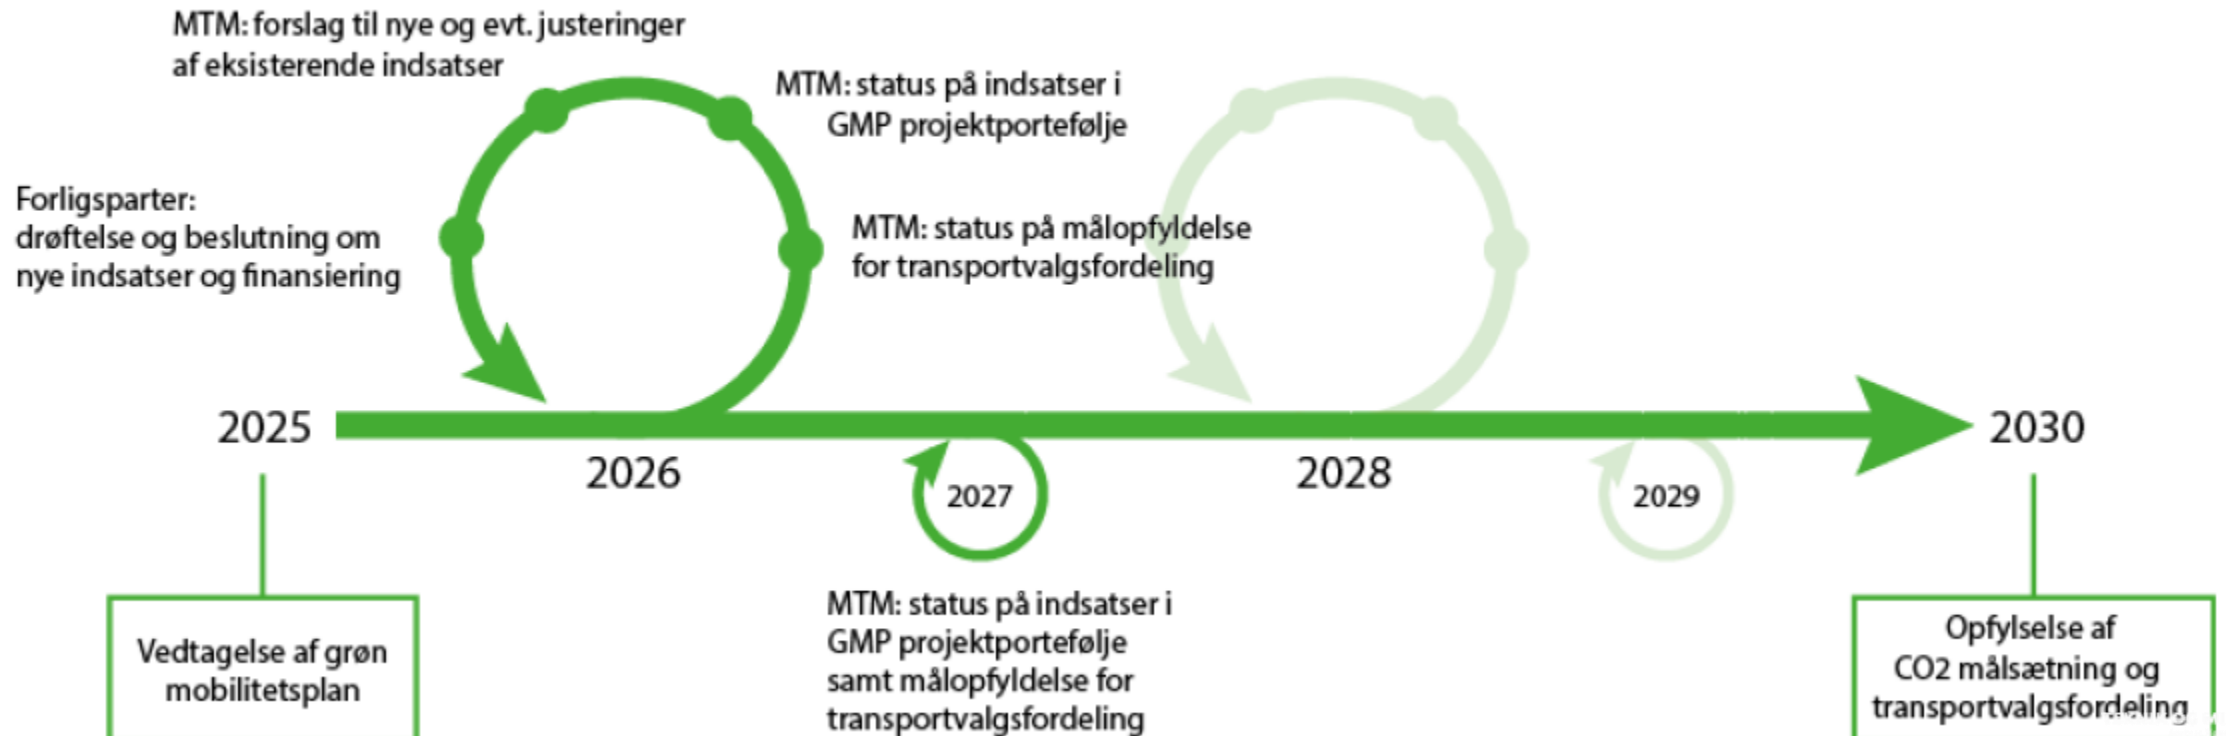 MTM: forslag til nye og evt. justeringer
af eksisterende indsatser
MTM: status på indsatser i
GMP projektportefølje
Forligsparter:
drøftelse og beslutning om
nye indsatser og finansiering
MTM: status på målopfyldelse
for transportvalgsfordeling
2025
2026
2027
2028
2029
2030
Vedtagelse af grøn
mobilitetsplan
MTM: status på indsatser i
GMP projektportefølje
samt målopfyldelse for
transportvalgsfordeling
Opfylselse af
CO2 målsætning og
transportvalgsfordeling